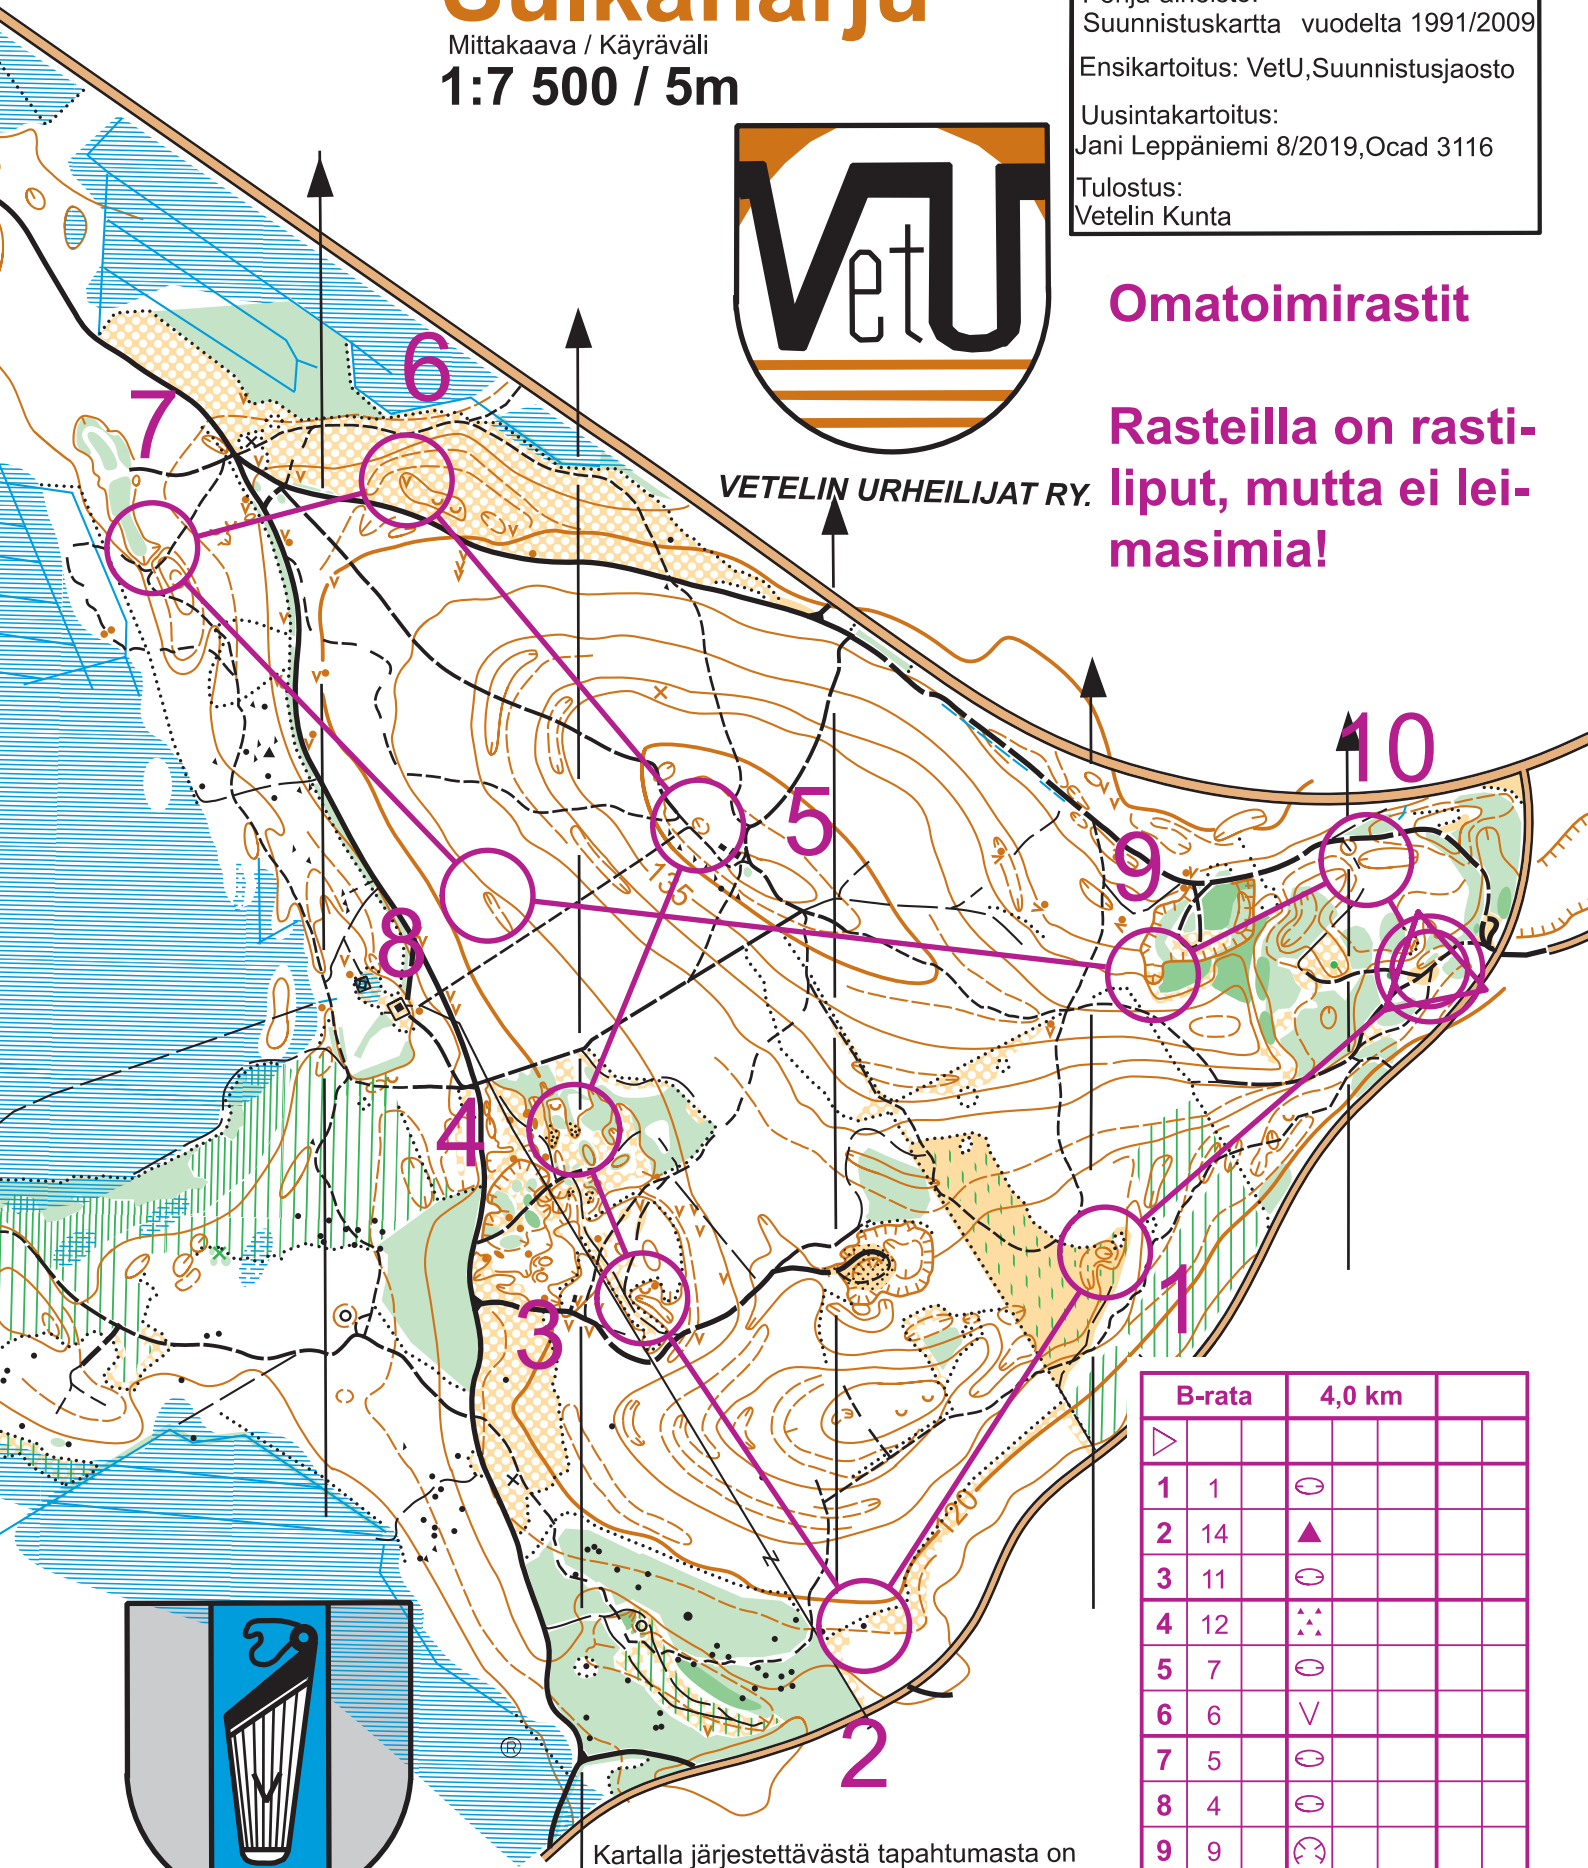 Mittakaava / Käyräväli
1:7 500 / 5m
Suunnistuskartta vuodelta 1991/2009
Ensikartoitus: VetU,Suunnistusjaosto
Uusintakartoitus:
Jani Leppäniemi 8/2019,Ocad 3116
Tulostus:
Vetelin Kunta
VetU
VETELIN URHEILIJAT RY.
Omatoimirastit
Rasteilla on rasti-
liput, mutta ei lei-
masimia!
6
7
10
5
9
135
8
4
1
3
120
2
N
V
®
B-rata 4,0 km
1 1
2 14
3 11
4 12
5 7
6 6
7 5
8 4
9 9
Kartalla järjestettävästä tapahtumasta on